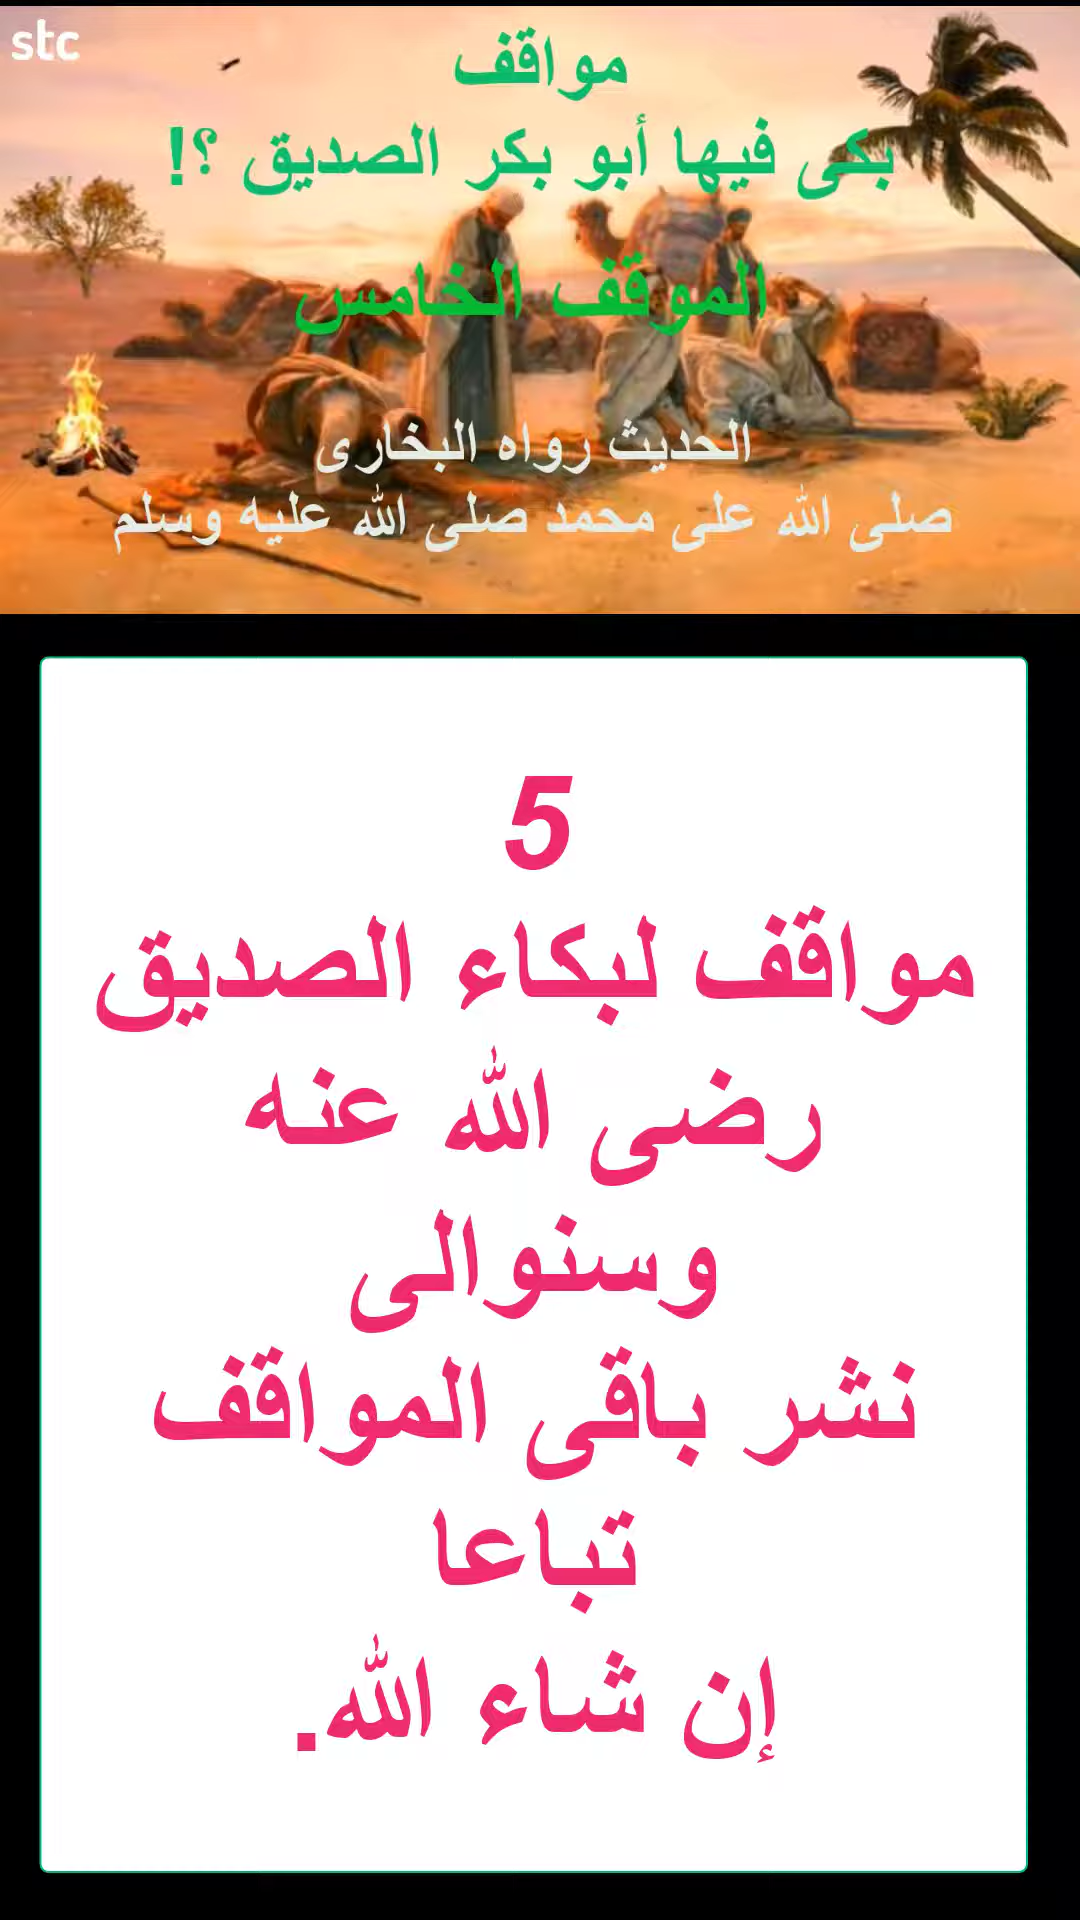 stc
مواقف
بكى فيها أبو بكر الصديق ؟!
الموقف الخامس
الحديث رواه البخارى
صلى الله على محمد صلى الله عليه وسلم
5
مواقف لبكاء الصديق
رضى الله عنه
وسنوالى
نشر باقى المواقف
تباعا
إن شاء الله.